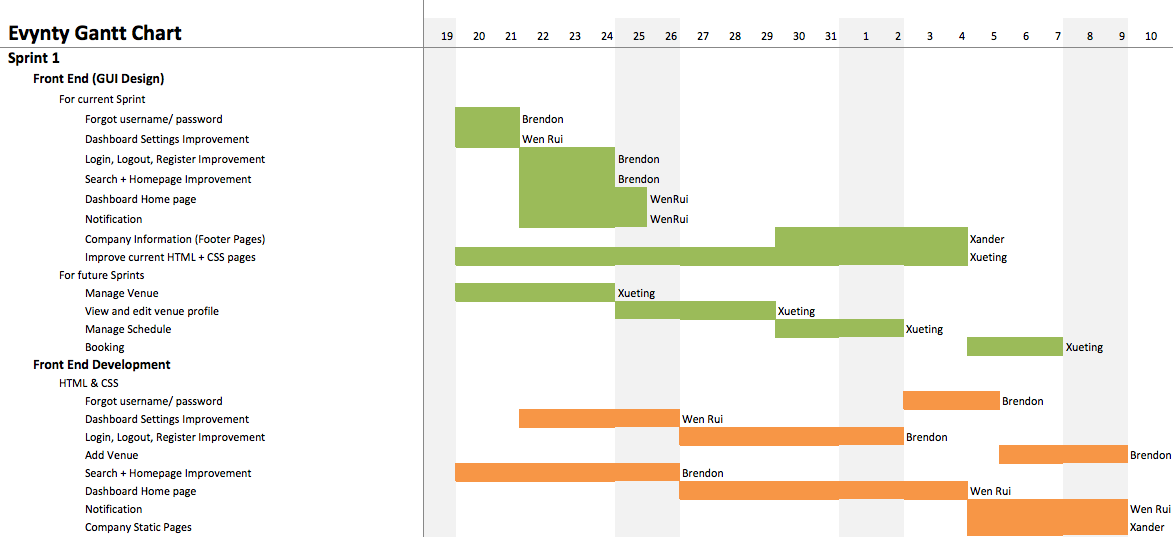 Evynty Gantt Chart 19 20 21 22 23 24 25 26 27 28 29 30 31 1 2 3 4 5 6 7 8 9 10
Sprint 1
Front End (GUI Design)
For current Sprint
Forgot username/ password Brendon
Dashboard Settings Improvement Wen Rui
Login, Logout, Register Improvement Brendon
Search + Homepage Improvement Brendon
Dashboard Home page WenRui
Notification WenRui
Company Information (Footer Pages) Xander
Improve current HTML + CSS pages Xueting
For future Sprints
Manage Venue Xueting
View and edit venue profile Xueting
Manage Schedule Xueting
Booking Xueting
Front End Development
HTML & CSS
Forgot username/ password Brendon
Dashboard Settings Improvement Wen Rui
Login, Logout, Register Improvement Brendon
Add Venue Brendon
Search + Homepage Improvement Brendon
Dashboard Home page Wen Rui
Notification Wen Rui
Company Static Pages Xander